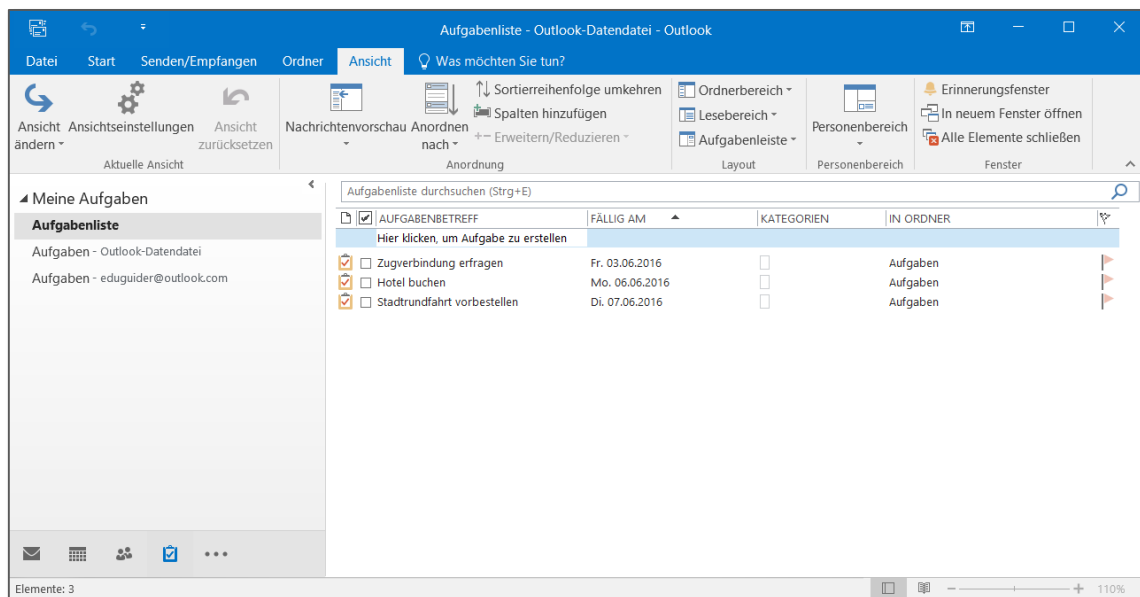 Aufgabenliste - Outlook-Datendatei - Outlook
Datei Start Senden/Empfangen Ordner Ansicht Was möchten Sie tun?
Ansicht ändern
Ansichtseinstellungen
Ansicht zurücksetzen
Aktuelle Ansicht
Nachrichtenvorschau
Anordnen nach
Sortierreihenfolge umkehren
Spalten hinzufügen
+− Erweitern/Reduzieren
Anordnung
Ordnerbereich
Lesebereich
Aufgabenleiste
Layout
Personenbereich
Personenbereich
Erinnerungsfenster
In neuem Fenster öffnen
Alle Elemente schließen
Fenster
Meine Aufgaben
Aufgabenliste
Aufgaben - Outlook-Datendatei
Aufgaben - eduguider@outlook.com
Aufgabenliste durchsuchen (Strg+E)
AUFGABENBETREFF FÄLLIG AM KATEGORIEN IN ORDNER
Hier klicken, um Aufgabe zu erstellen
Zugverbindung erfragen Fr. 03.06.2016 Aufgaben
Hotel buchen Mo. 06.06.2016 Aufgaben
Stadtrundfahrt vorbestellen Di. 07.06.2016 Aufgaben
Elemente: 3
110%